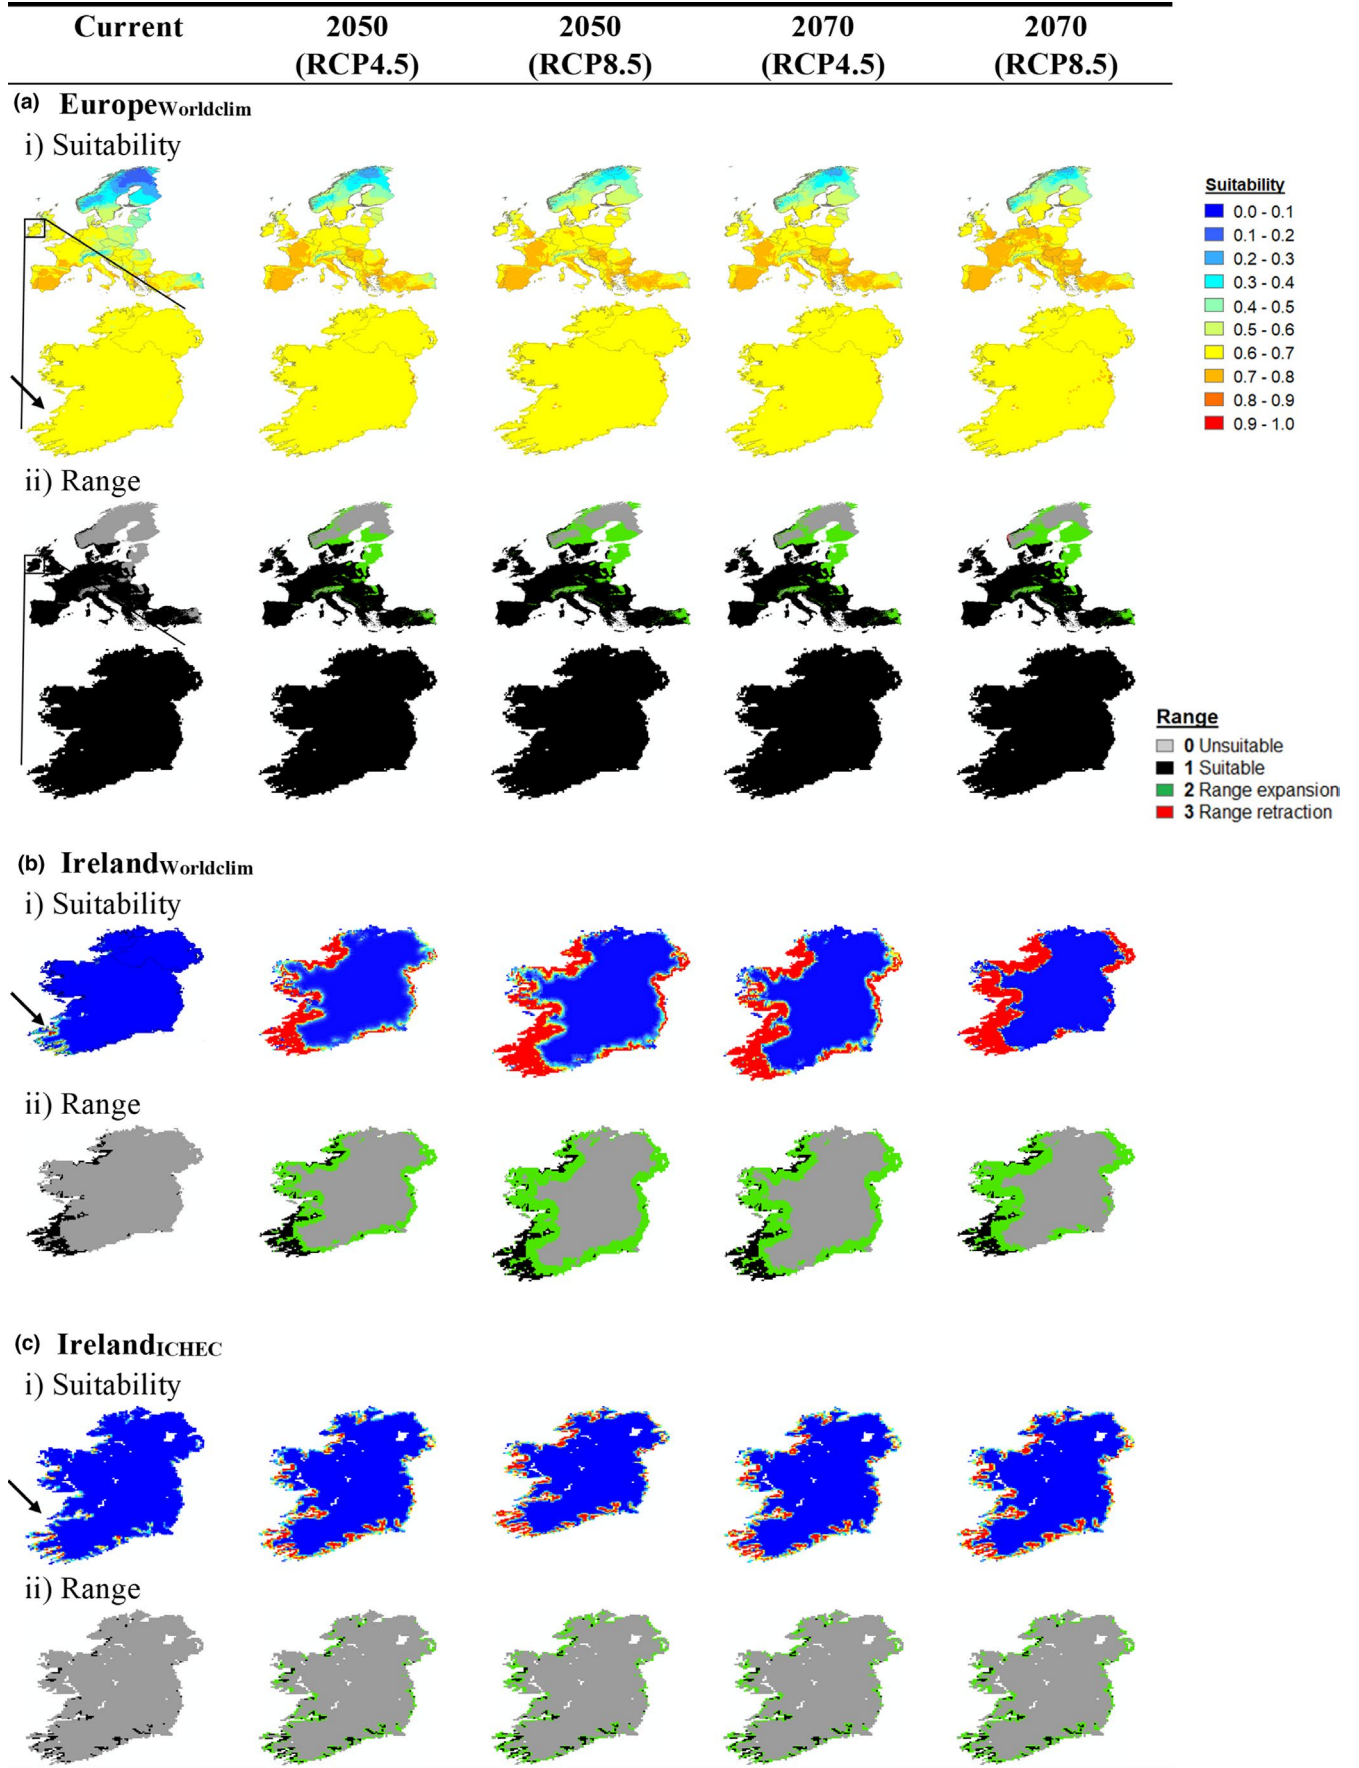 Current 2050 2050 2070 2070
(RCP4.5) (RCP8.5) (RCP4.5) (RCP8.5)
(a) EuropeWorldclim
i) Suitability
Suitability
0.0 - 0.1
0.1 - 0.2
0.2 - 0.3
0.3 - 0.4
0.4 - 0.5
0.5 - 0.6
0.6 - 0.7
0.7 - 0.8
0.8 - 0.9
0.9 - 1.0
ii) Range
Range
0 Unsuitable
1 Suitable
2 Range expansion
3 Range retraction
(b) IrelandWorldclim
i) Suitability
ii) Range
(c) IrelandICHEC
i) Suitability
ii) Range